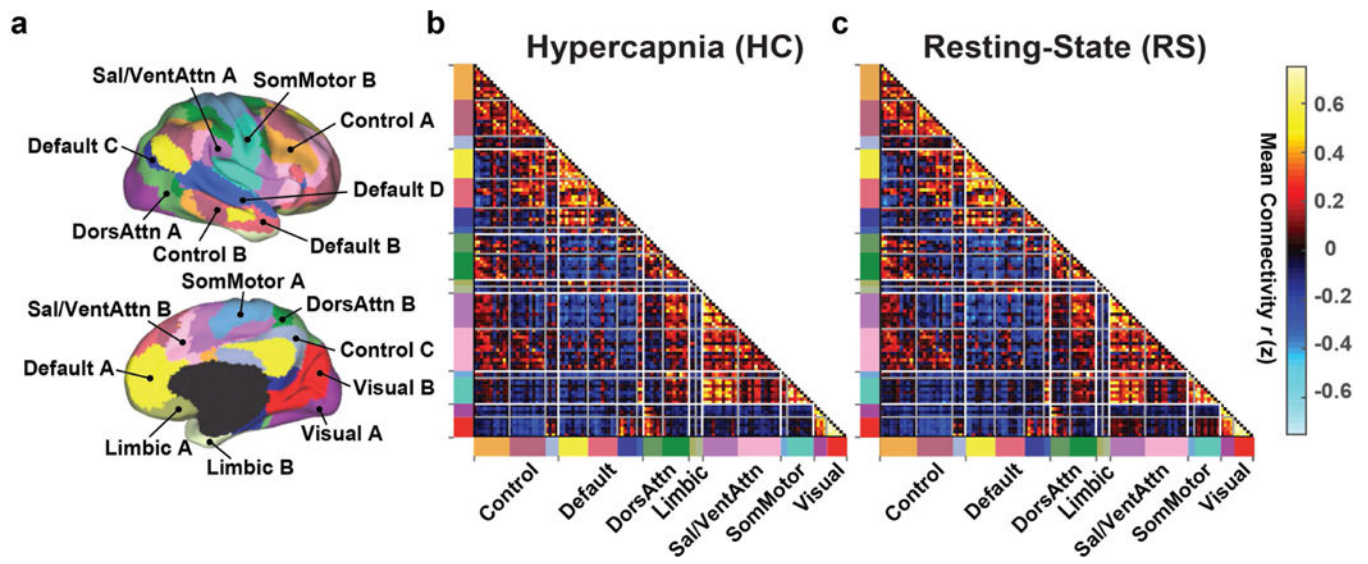 a
Sal/VentAttn A
SomMotor B
Control A
Default C
Default D
DorsAttn A
Control B
Default B
SomMotor A
Sal/VentAttn B
DorsAttn B
Control C
Default A
Visual B
Limbic A
Visual A
Limbic B
b
Hypercapnia (HC)
Control
Default
DorsAttn
Limbic
Sal/VentAttn
SomMotor
Visual
c
Resting-State (RS)
Control
Default
DorsAttn
Limbic
Sal/VentAttn
SomMotor
Visual
Mean Connectivity r(z)
0.6
0.4
0.2
0
-0.2
-0.4
-0.6